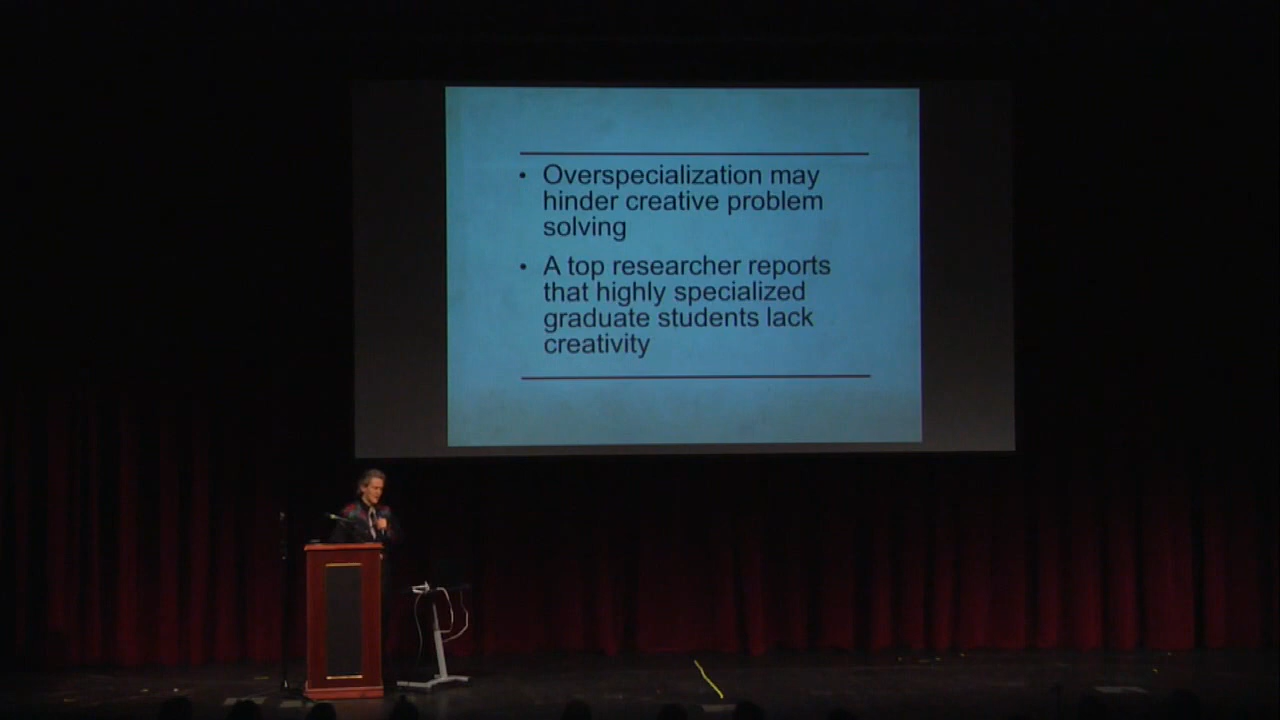 • Overspecialization may
hinder creative problem
solving
• A top researcher reports
that highly specialized
graduate students lack
creativity